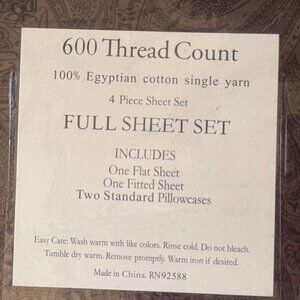 600 Thread Count
100% Egyptian cotton single yarn
4 Piece Sheet Set
FULL SHEET SET
INCLUDES
One Flat Sheet
One Fitted Sheet
Two Standard Pillowcases
Easy Care: Wash warm with like colors. Rinse cold. Do not bleach.
Tumble dry warm. Remove promptly. Warm iron if desired.
Made in China. RN92588